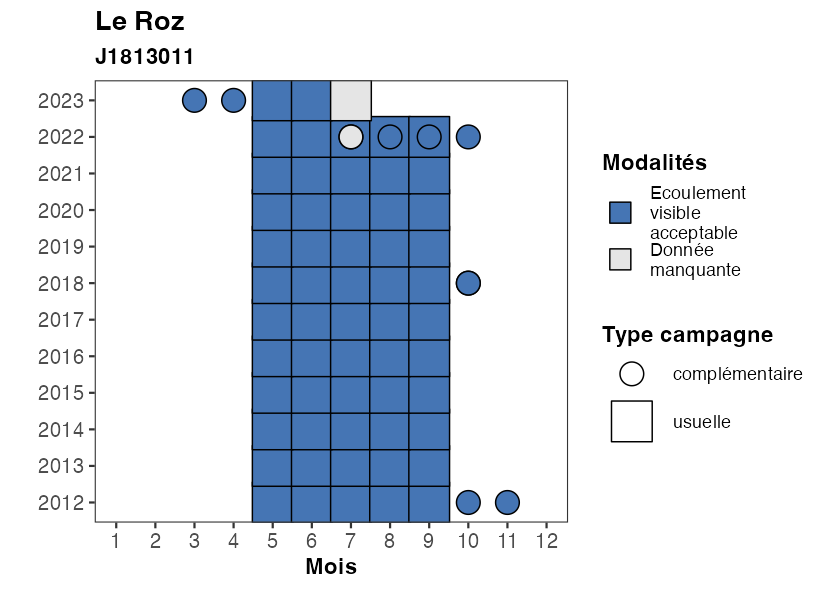 Le Roz
J1813011
2023
2022
2021
2020
2019
2018
2017
2016
2015
2014
2013
2012
1 2 3 4 5 6 7 8 9 10 11 12
Mois
Modalités
Ecoulement
visible
acceptable
Donnée
manquante
Type campagne
complémentaire
usuelle